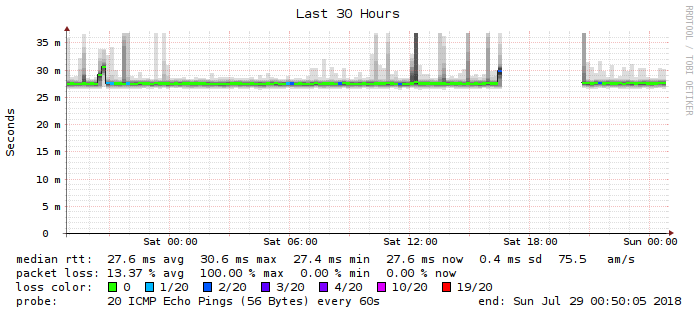 Last 30 Hours
RRDTOOL / TOBI OETIKER
Seconds
35 m
30 m
25 m
20 m
15 m
10 m
5 m
0
Sat 00:00 Sat 06:00 Sat 12:00 Sat 18:00 Sun 00:00
median rtt: 27.6 ms avg 30.6 ms max 27.4 ms min 27.6 ms now 0.4 ms sd 75.5 am/s
packet loss: 13.37 % avg 100.00 % max 0.00 % min 0.00 % now
loss color: 0 1/20 2/20 3/20 4/20 10/20 19/20
probe: 20 ICMP Echo Pings (56 Bytes) every 60s end: Sun Jul 29 00:50:05 2018